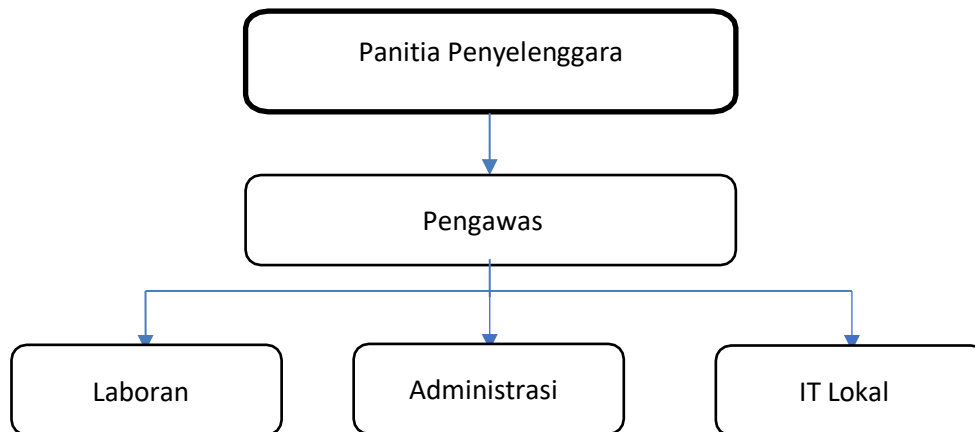 Panitia Penyelenggara
Pengawas
Laboran
Administrasi
IT Lokal